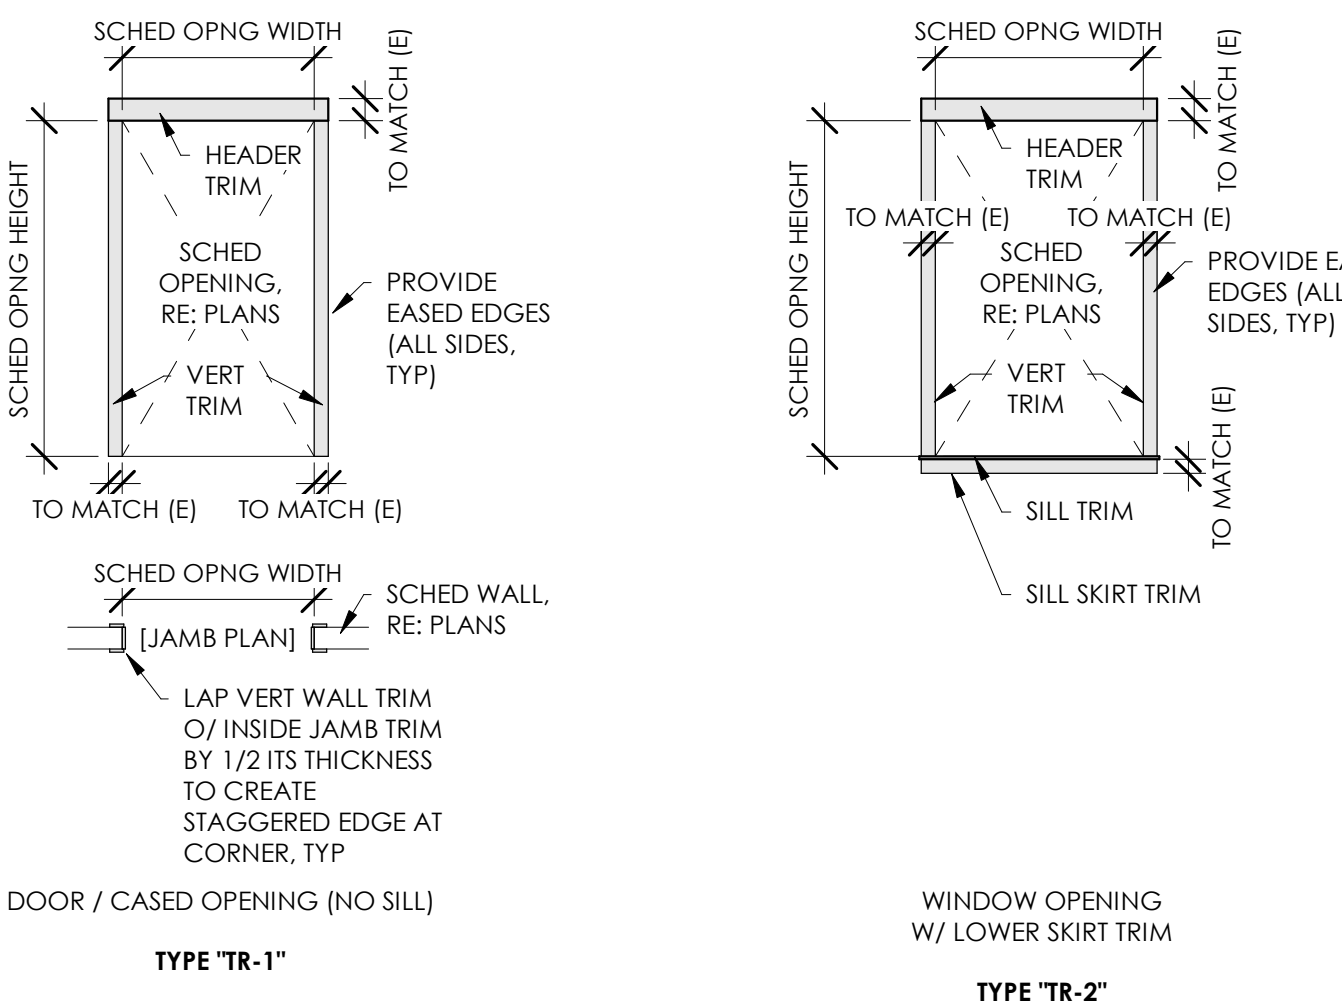 SCHED OPNG WIDTH
TO MATCH (E)
HEADER
TRIM
SCHED OPNG HEIGHT
SCHED
OPENING,
RE: PLANS
PROVIDE
EASED EDGES
(ALL SIDES,
TYP)
VERT
TRIM
TO MATCH (E)
TO MATCH (E)
SCHED OPNG WIDTH
SCHED WALL,
RE: PLANS
[JAMB PLAN]
LAP VERT WALL TRIM
O/ INSIDE JAMB TRIM
BY 1/2 ITS THICKNESS
TO CREATE
STAGGERED EDGE AT
CORNER, TYP
DOOR / CASED OPENING (NO SILL)
TYPE "TR-1"
SCHED OPNG WIDTH
TO MATCH (E)
HEADER
TRIM
SCHED OPNG HEIGHT
TO MATCH (E)
TO MATCH (E)
SCHED
OPENING,
RE: PLANS
PROVIDE
EDGES (ALL
SIDES, TYP)
VERT
TRIM
TO MATCH (E)
SILL TRIM
SILL SKIRT TRIM
WINDOW OPENING
W/ LOWER SKIRT TRIM
TYPE "TR-2"